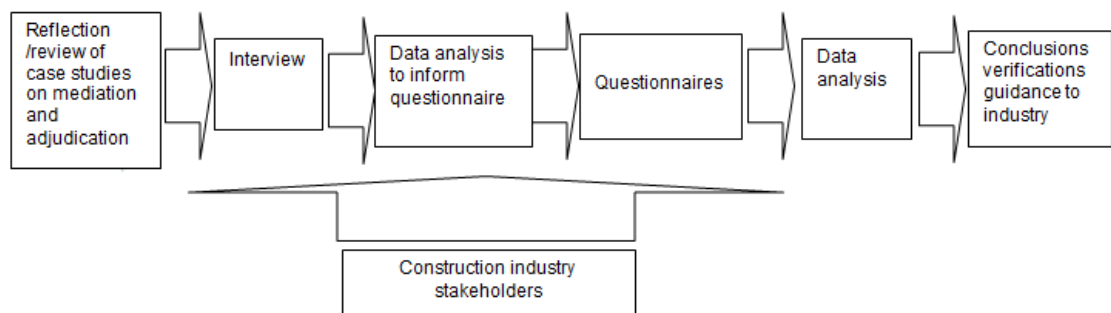 Reflection
/review of
case studies
on mediation
and
adjudication
Interview
Data analysis
to inform
questionnaire
Questionnaires
Data
analysis
Conclusions
verifications
guidance to
industry
Construction industry
stakeholders